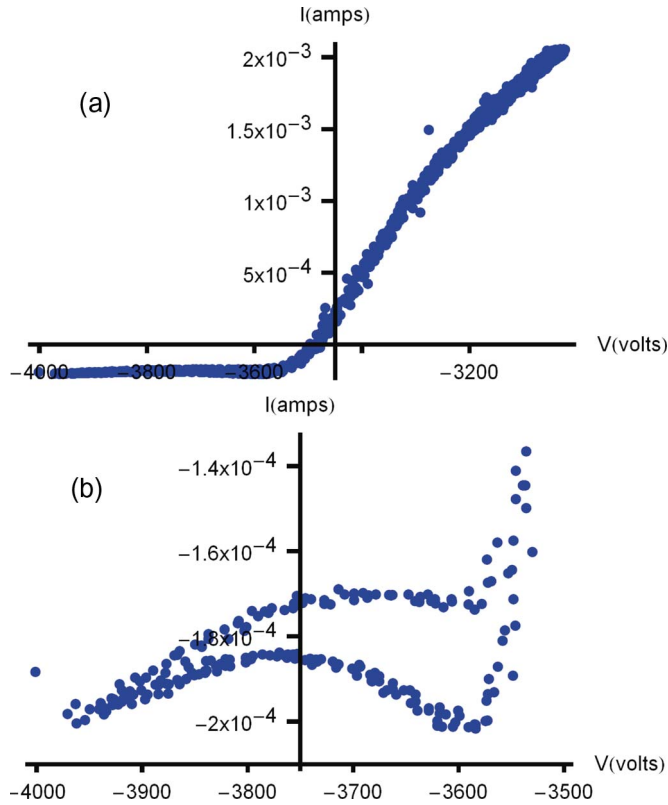 I(amps)
2x10⁻³
(a)
1.5x10⁻³
1x10⁻³
5x10⁻⁴
V(volts)
−4000 −3800 −3600 −3200
I(amps)
−1.4x10⁻⁴
(b)
−1.6x10⁻⁴
−1.8x10⁻⁴
−2x10⁻⁴
V(volts)
−4000 −3900 −3800 −3700 −3600 −3500